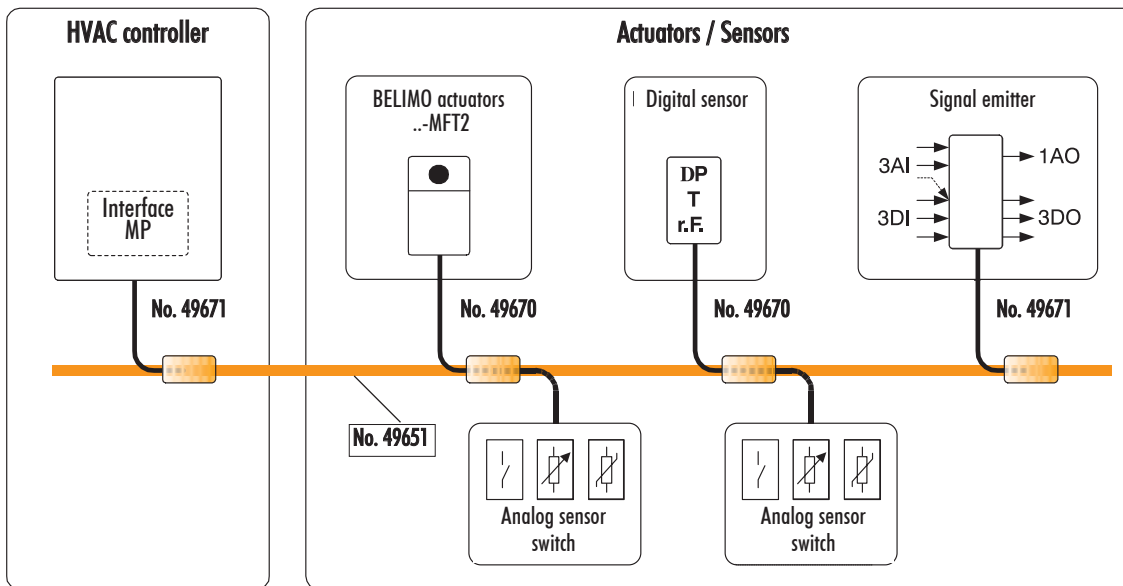 HVAC controller
Interface
MP
No. 49671
Actuators / Sensors
BELIMO actuators
..-MFT2
No. 49670
Digital sensor
DP
T
r.F.
No. 49670
Signal emitter
3AI
1AO
3DI
3DO
No. 49671
No. 49651
Analog sensor
switch
Analog sensor
switch